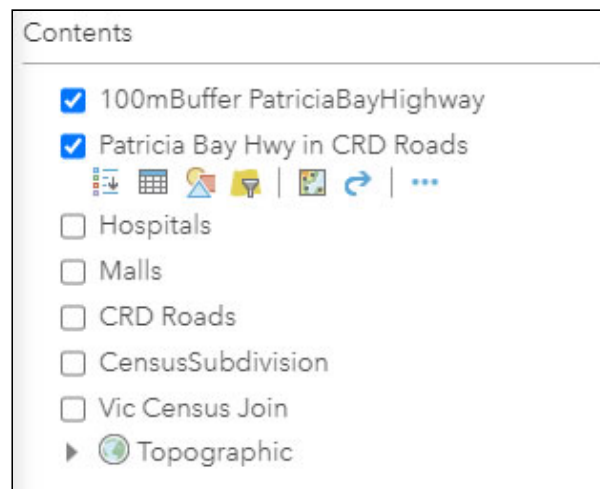 Contents
100mBuffer PatriciaBayHighway
Patricia Bay Hwy in CRD Roads
Hospitals
Malls
CRD Roads
CensusSubdivision
Vic Census Join
Topographic